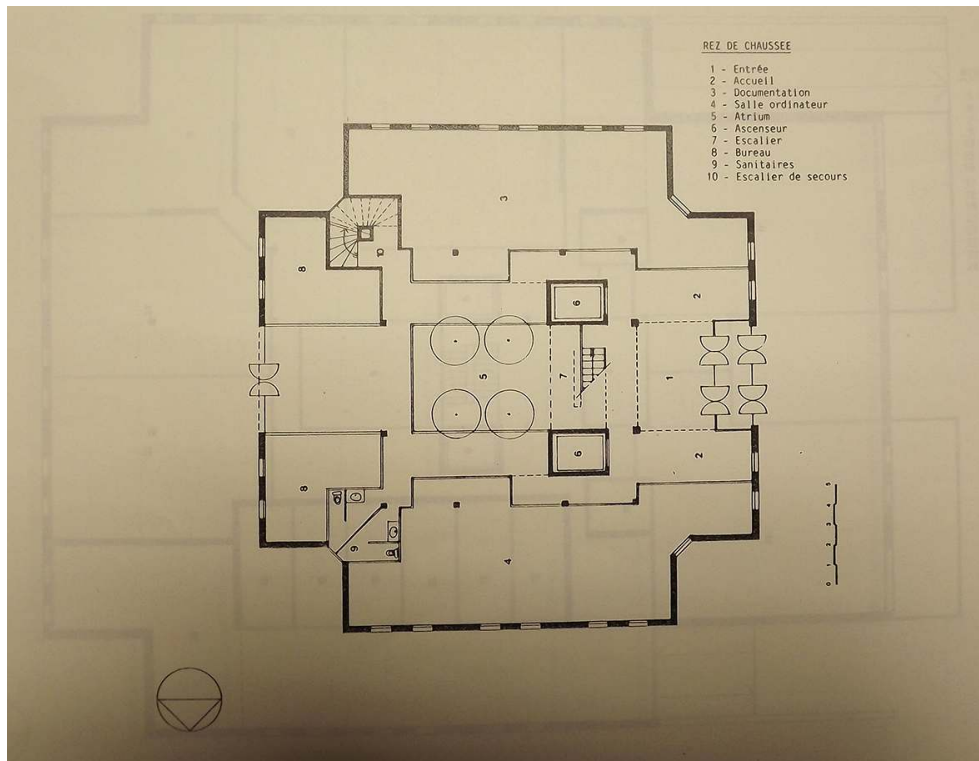 REZ DE CHAUSSEE
1 - Entrée
2 - Accueil
3 - Documentation
4 - Salle ordinateur
5 - Atrium
6 - Ascenseur
7 - Escalier
8 - Bureau
9 - Sanitaires
10 - Escalier de secours
3
8
10
6
2
5
7
1
6
2
8
9
4
5
4
3
2
1
0